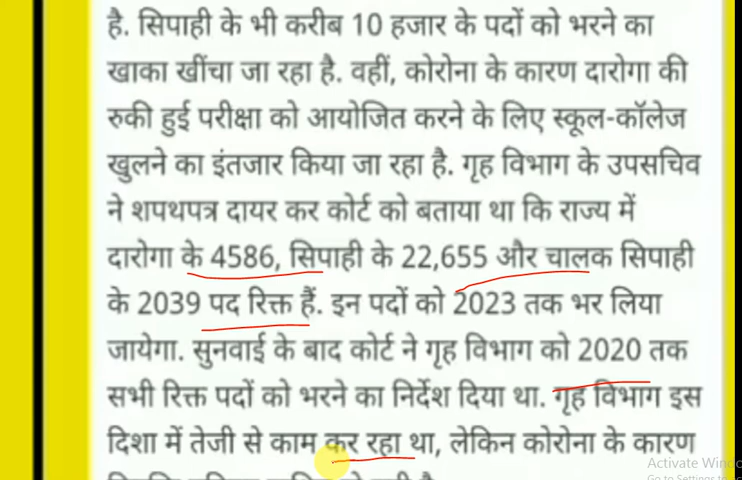 है. सिपाही के भी करीब 10 हजार के पदों को भरने का
खाका खींचा जा रहा है. वहीं, कोरोना के कारण दारोगा की
रुकी हुई परीक्षा को आयोजित करने के लिए स्कूल-कॉलेज
खुलने का इंतजार किया जा रहा है. गृह विभाग के उपसचिव
ने शपथपत्र दायर कर कोर्ट को बताया था कि राज्य में
दारोगा के 4586, सिपाही के 22,655 और चालक सिपाही
के 2039 पद रिक्त हैं. इन पदों को 2023 तक भर लिया
जायेगा. सुनवाई के बाद कोर्ट ने गृह विभाग को 2020 तक
सभी रिक्त पदों को भरने का निर्देश दिया था. गृह विभाग इस
दिशा में तेजी से काम कर रहा था, लेकिन कोरोना के कारण
Activate Windo